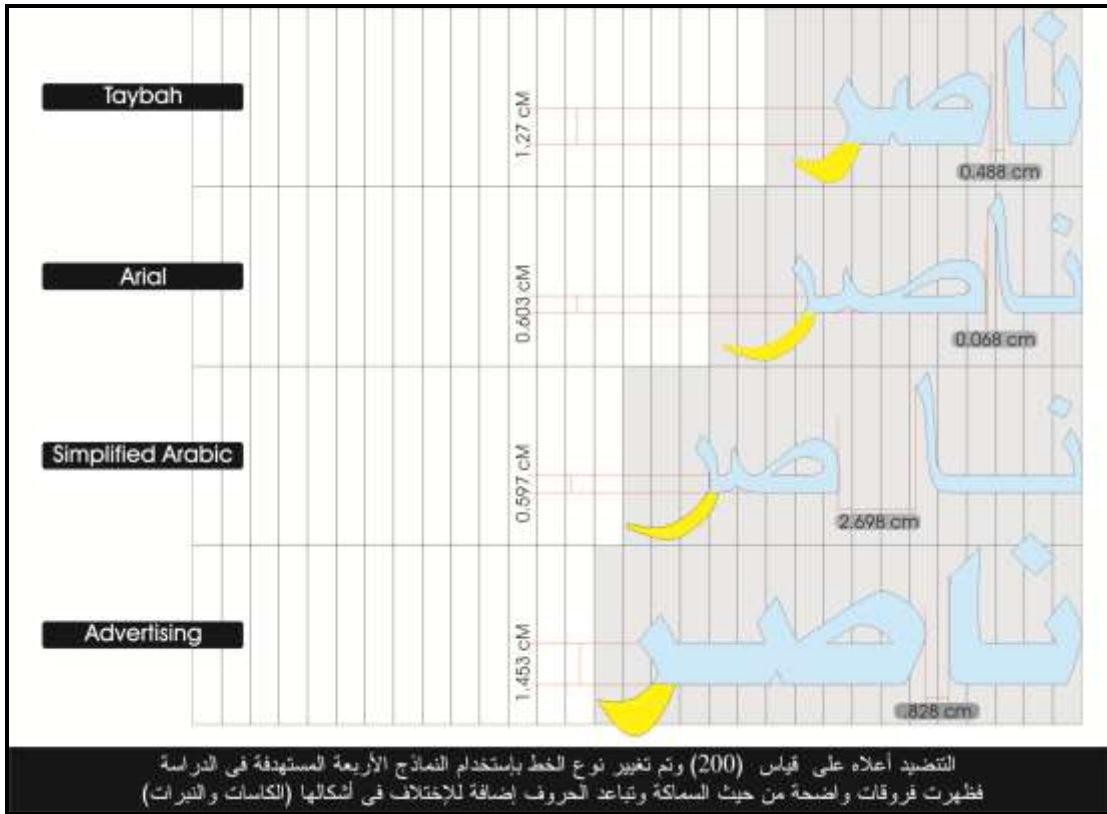 Taybah
1.27 cM
ناصر
0.488 cm
Arial
0.603 cM
ناصر
0.068 cm
Simplified Arabic
0.597 cM
ناصر
2.698 cm
Advertising
1.453 cM
ناصر
.828 cm
التنضيد أعلاه على قياس (200) وتم تغيير نوع الخط بإستخدام النماذج الأربعة المستهدفة فى الدراسة
فظهرت فروقات واضحة من حيث السماكة وتباعد الحروف إضافة للإختلاف فى أشكالها (الكاسات والنبرات)